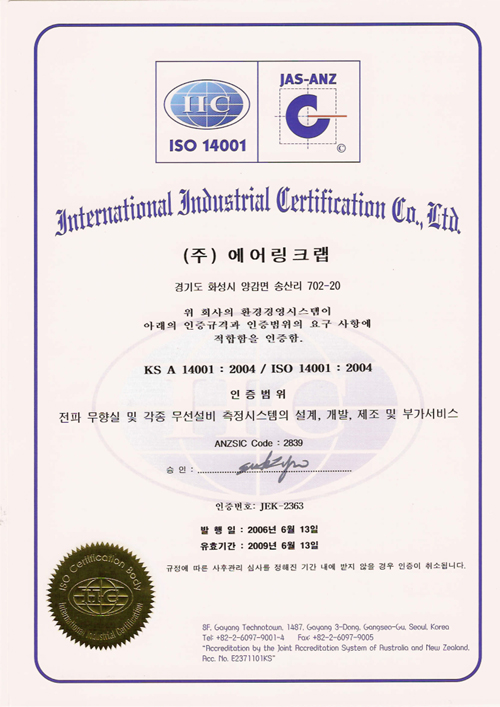 IIC
ISO 14001
JAS-ANZ
©
International Industrial Certification Co., Ltd.
(주) 에어링크랩
경기도 화성시 양감면 송산리 702-20
위 회사의 환경경영시스템이
아래의 인증규격과 인증범위의 요구 사항에
적합함을 인증함.
KS A 14001 : 2004 / ISO 14001 : 2004
인 증 범 위
전파 무향실 및 각종 무선설비 측정시스템의 설계, 개발, 제조 및 부가서비스
ANZSIC Code : 2839
승 인 :
인증번호: JEK-2363
발 행 일 : 2006년 6월 13일
유효기간 : 2009년 6월 13일
규정에 따른 사후관리 심사를 정해진 기간 내에 받지 않을 경우 인증이 취소됩니다.
ISO Certification Body
IIC
International Industrial Certification
8F, Gayang Technotown, 1487, Gayang 3-Dong, Gangseo-Gu, Seoul, Korea
Tel +82-2-6097-9001-4 Fax +82-2-6097-9005
"Accreditation by the Joint Accreditation System of Australia and New Zealand.
Acc. No. E2371101KS"